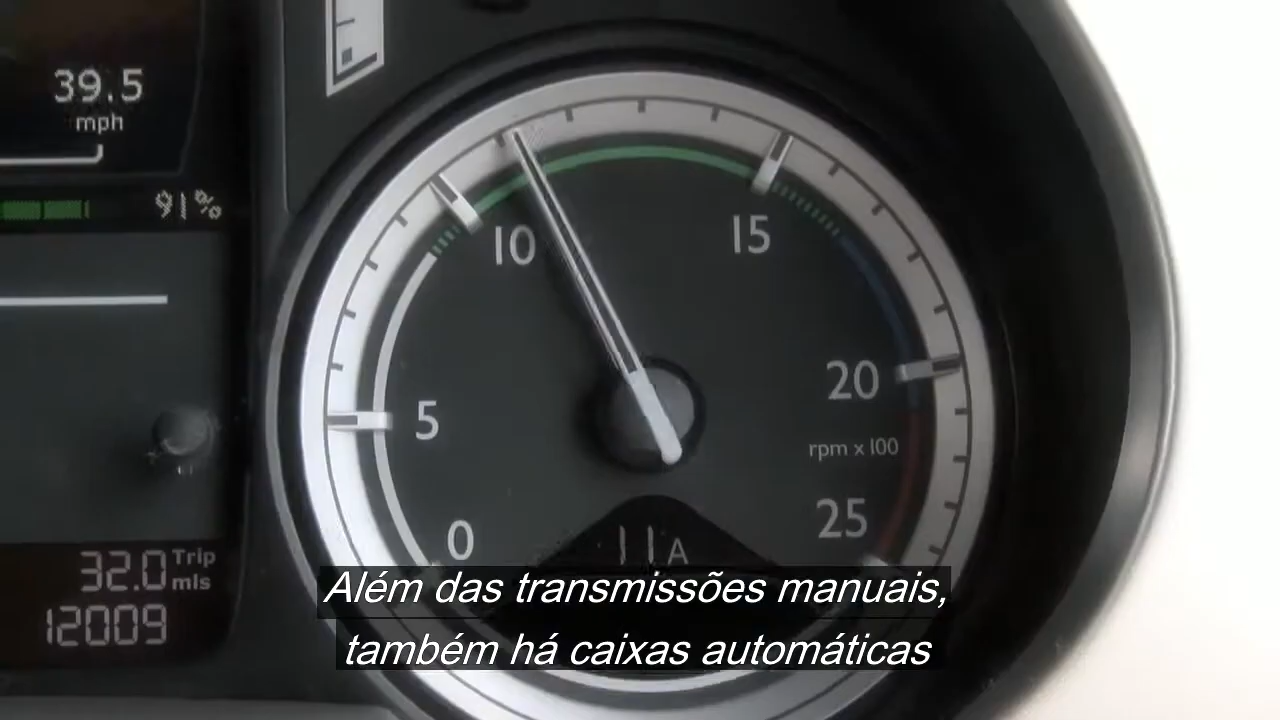 39.5
mph
91%
10
15
5
20
rpm x 100
25
0
11A
32.0 Trip
mls
12009
Além das transmissões manuais,
também há caixas automáticas